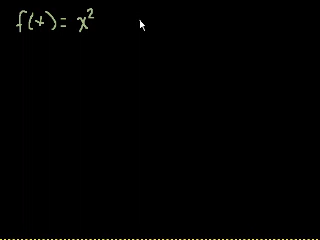 f(x) = x²